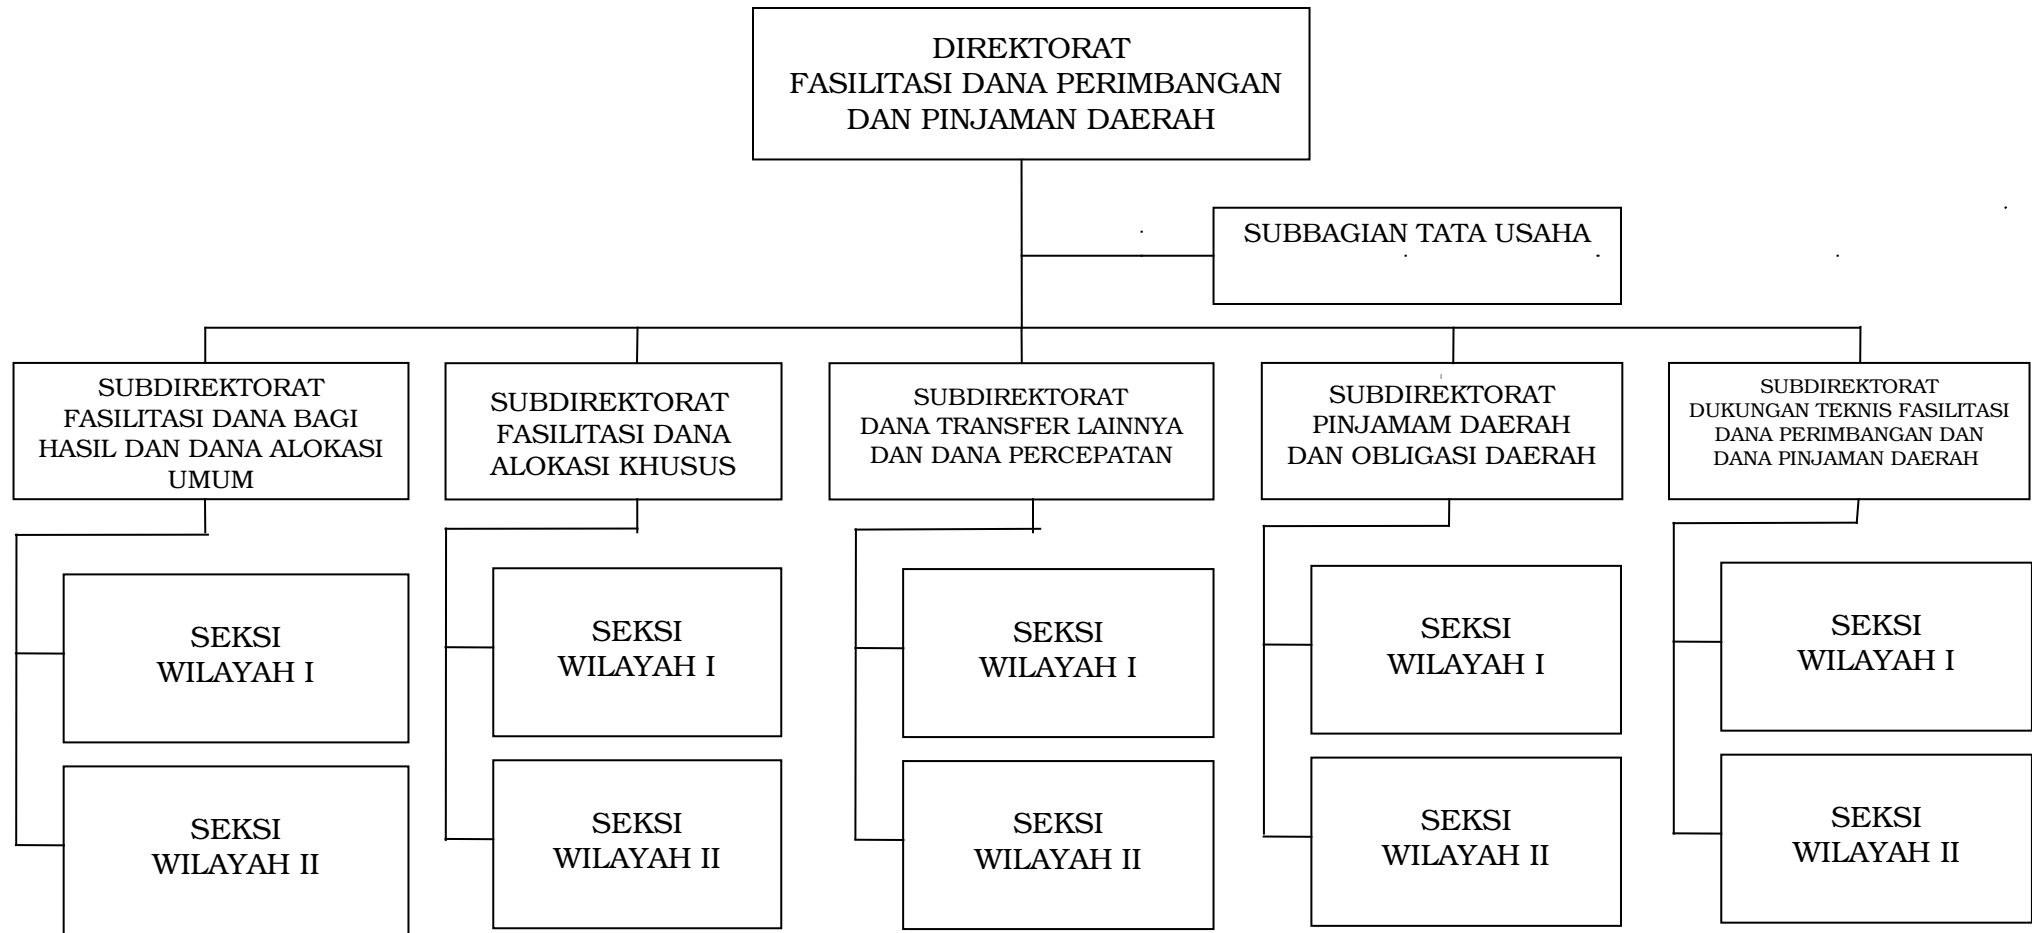 DIREKTORAT
FASILITASI DANA PERIMBANGAN
DAN PINJAMAN DAERAH
SUBBAGIAN TATA USAHA
SUBDIREKTORAT
FASILITASI DANA BAGI
HASIL DAN DANA ALOKASI
UMUM
SUBDIREKTORAT
FASILITASI DANA
ALOKASI KHUSUS
SUBDIREKTORAT
DANA TRANSFER LAINNYA
DAN DANA PERCEPATAN
SUBDIREKTORAT
PINJAMAM DAERAH
DAN OBLIGASI DAERAH
SUBDIREKTORAT
DUKUNGAN TEKNIS FASILITASI
DANA PERIMBANGAN DAN
DANA PINJAMAN DAERAH
SEKSI
WILAYAH I
SEKSI
WILAYAH I
SEKSI
WILAYAH I
SEKSI
WILAYAH I
SEKSI
WILAYAH I
SEKSI
WILAYAH II
SEKSI
WILAYAH II
SEKSI
WILAYAH II
SEKSI
WILAYAH II
SEKSI
WILAYAH II